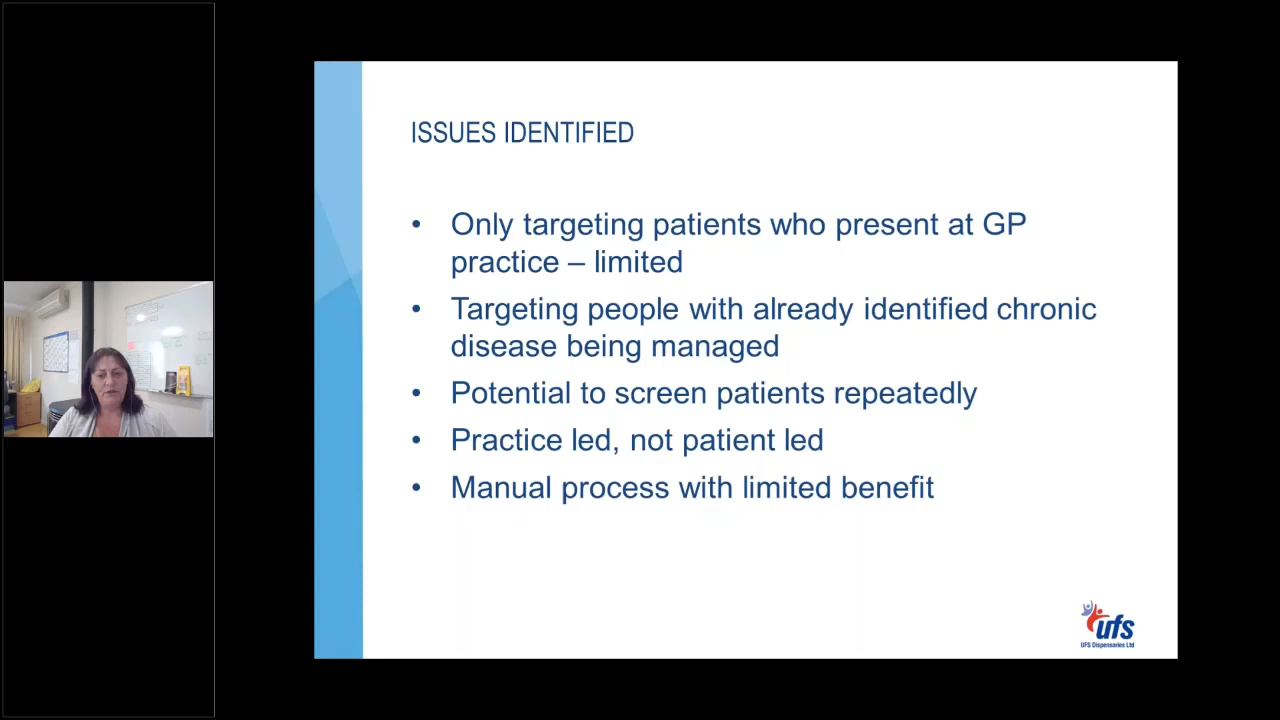 ISSUES IDENTIFIED
• Only targeting patients who present at GP
practice – limited
• Targeting people with already identified chronic
disease being managed
• Potential to screen patients repeatedly
• Practice led, not patient led
• Manual process with limited benefit
ufs
UFS Dispensaries Ltd